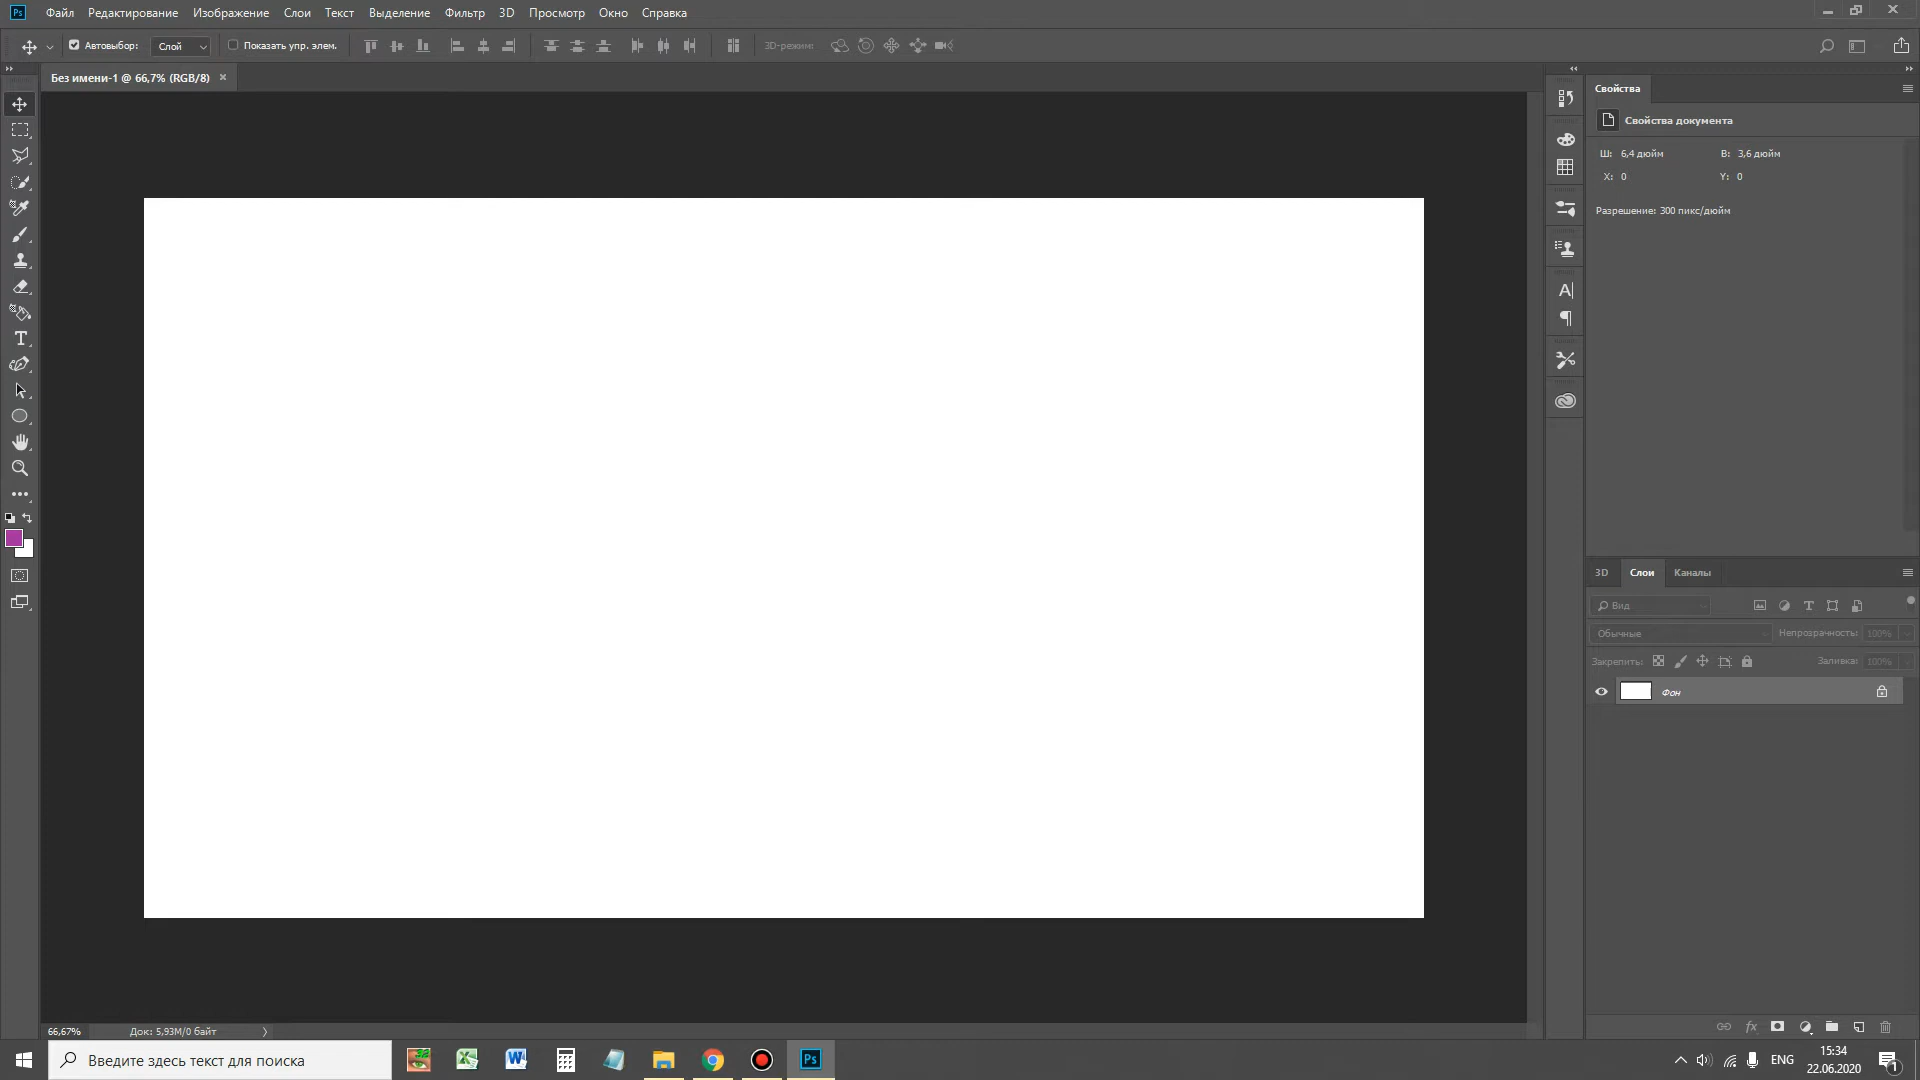 Ps Файл Редактирование Изображение Слои Текст Выделение Фильтр 3D Просмотр Окно Справка
Автовыбор: Слой Показать упр. элем. 3D-режим:
Без имени-1 @ 66,7% (RGB/8) ×
Свойства
Свойства документа
Ш: 6,4 дюйм В: 3,6 дюйм
X: 0 Y: 0
Разрешение: 300 пикс/дюйм
3D Слои Каналы
Вид
Обычные Непрозрачность: 100%
Закрепить: Заливка: 100%
Фон
66,67% Док: 5,93M/0 байт
Введите здесь текст для поиска
Ps
ENG
15:34
22.06.2020
1